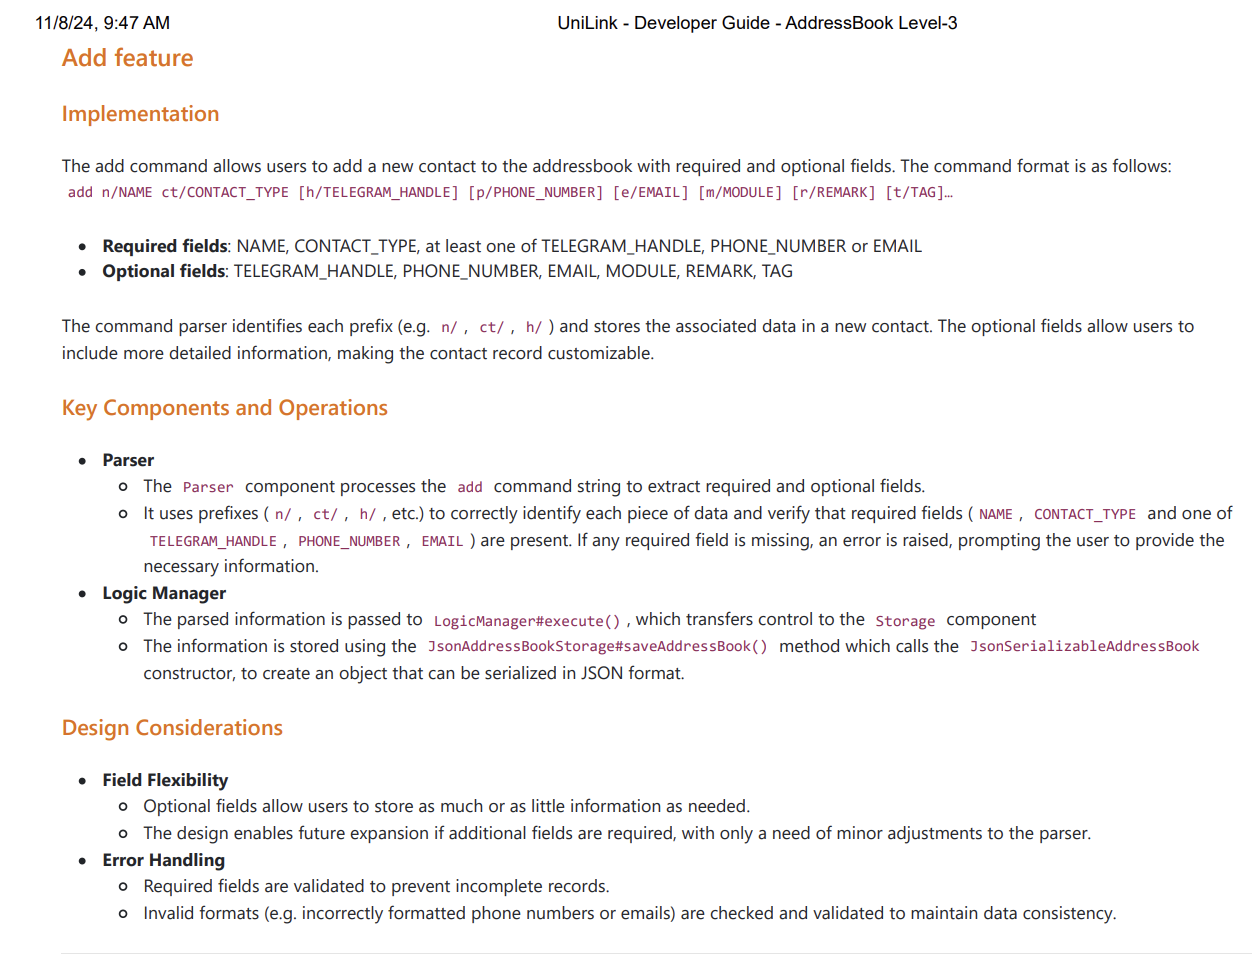 11/8/24, 9:47 AM UniLink - Developer Guide - AddressBook Level-3
Add feature
Implementation
The add command allows users to add a new contact to the addressbook with required and optional fields. The command format is as follows:
add n/NAME ct/CONTACT_TYPE [h/TELEGRAM_HANDLE] [p/PHONE_NUMBER] [e/EMAIL] [m/MODULE] [r/REMARK] [t/TAG]…
• Required fields: NAME, CONTACT_TYPE, at least one of TELEGRAM_HANDLE, PHONE_NUMBER or EMAIL
• Optional fields: TELEGRAM_HANDLE, PHONE_NUMBER, EMAIL, MODULE, REMARK, TAG
The command parser identifies each prefix (e.g. n/ , ct/ , h/ ) and stores the associated data in a new contact. The optional fields allow users to
include more detailed information, making the contact record customizable.
Key Components and Operations
• Parser
○ The Parser component processes the add command string to extract required and optional fields.
○ It uses prefixes ( n/ , ct/ , h/ , etc.) to correctly identify each piece of data and verify that required fields ( NAME , CONTACT_TYPE and one of
TELEGRAM_HANDLE , PHONE_NUMBER , EMAIL ) are present. If any required field is missing, an error is raised, prompting the user to provide the
necessary information.
• Logic Manager
○ The parsed information is passed to LogicManager#execute() , which transfers control to the Storage component
○ The information is stored using the JsonAddressBookStorage#saveAddressBook() method which calls the JsonSerializableAddressBook
constructor, to create an object that can be serialized in JSON format.
Design Considerations
• Field Flexibility
○ Optional fields allow users to store as much or as little information as needed.
○ The design enables future expansion if additional fields are required, with only a need of minor adjustments to the parser.
• Error Handling
○ Required fields are validated to prevent incomplete records.
○ Invalid formats (e.g. incorrectly formatted phone numbers or emails) are checked and validated to maintain data consistency.